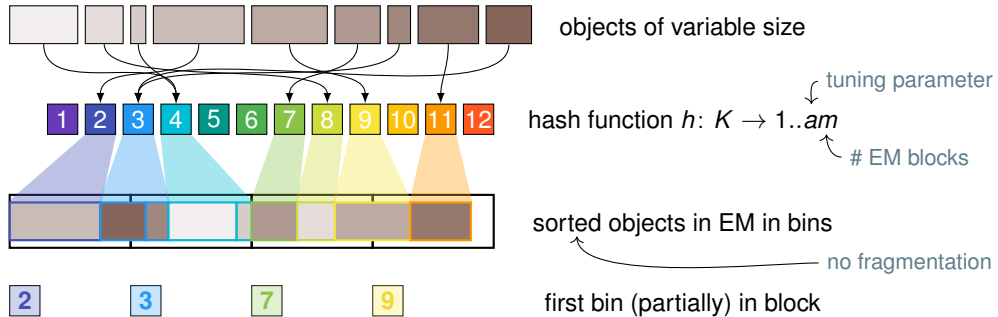 objects of variable size
tuning parameter
1 2 3 4 5 6 7 8 9 10 11 12
hash function h: K → 1..am
# EM blocks
sorted objects in EM in bins
no fragmentation
2 3 7 9
first bin (partially) in block